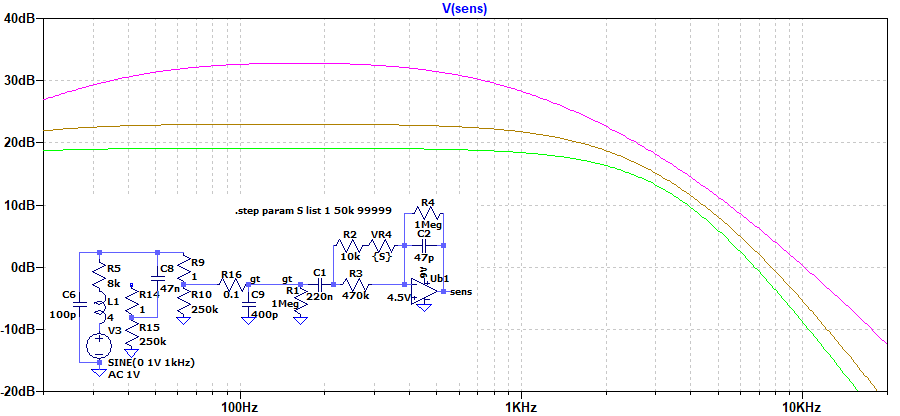 V(sens)
40dB
30dB
20dB
10dB
0dB
-10dB
-20dB
100Hz
1KHz
10KHz
.step param S list 1 50k 99999
R4
1Meg
C2
47p
R2
10k
VR4
{S}
R5
8k
C8
47n
R9
1
R16
0.1
gt
gt
C1
220n
R3
470k
Ub1
sens
4.5V
C6
100p
L1
4
R14
1
R10
250k
C9
400p
R1
1Meg
V3
R15
250k
SINE(0 1V 1kHz)
AC 1V